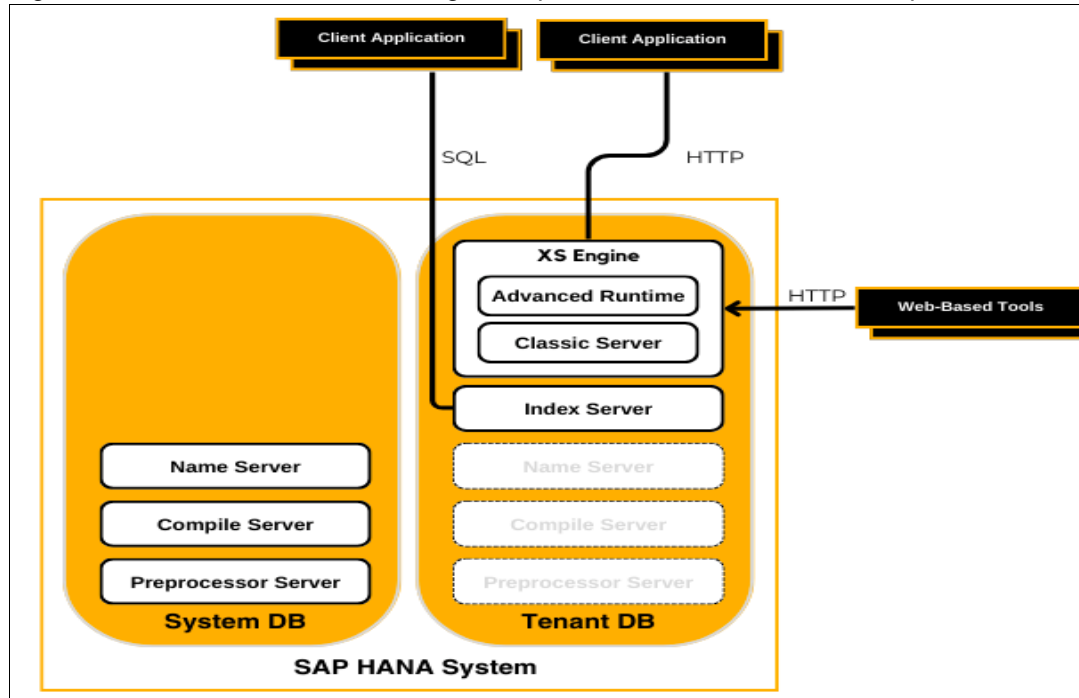 Client Application
Client Application
SQL
HTTP
XS Engine
Advanced Runtime
HTTP
Web-Based Tools
Classic Server
Index Server
Name Server
Name Server
Compile Server
Compile Server
Preprocessor Server
Preprocessor Server
System DB
Tenant DB
SAP HANA System